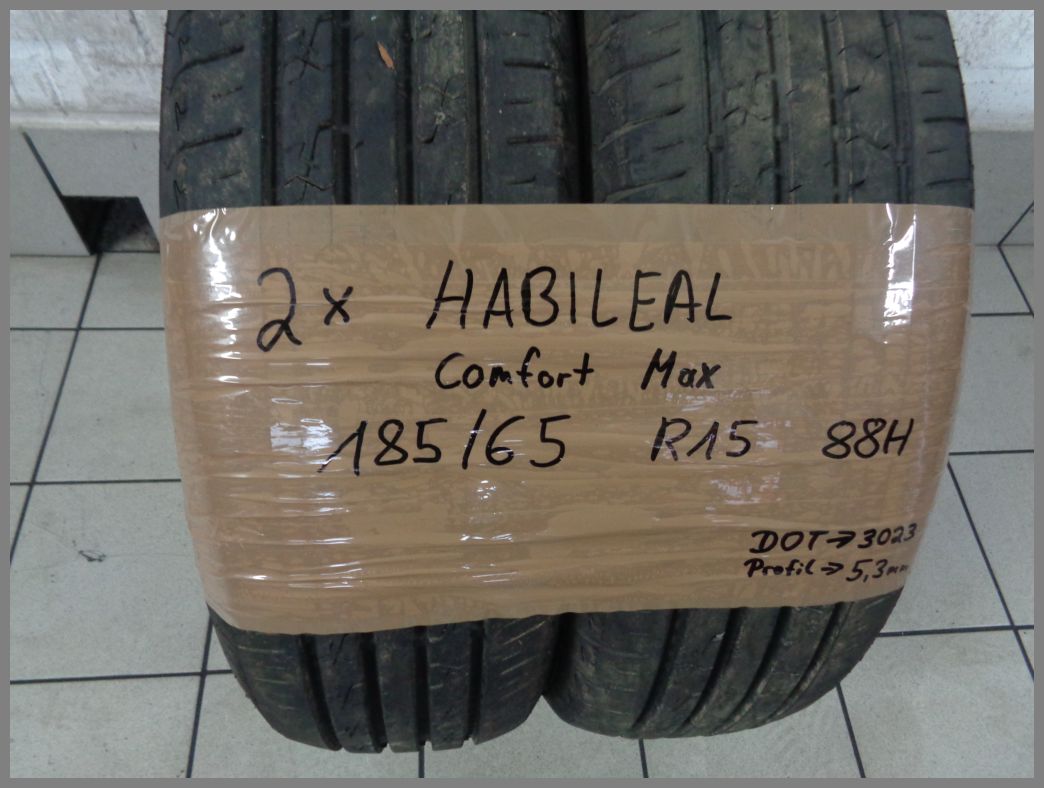 2x HABILEAL
Comfort Max
185/65 R15 88H
DOT→3023
Profil→5,3mm